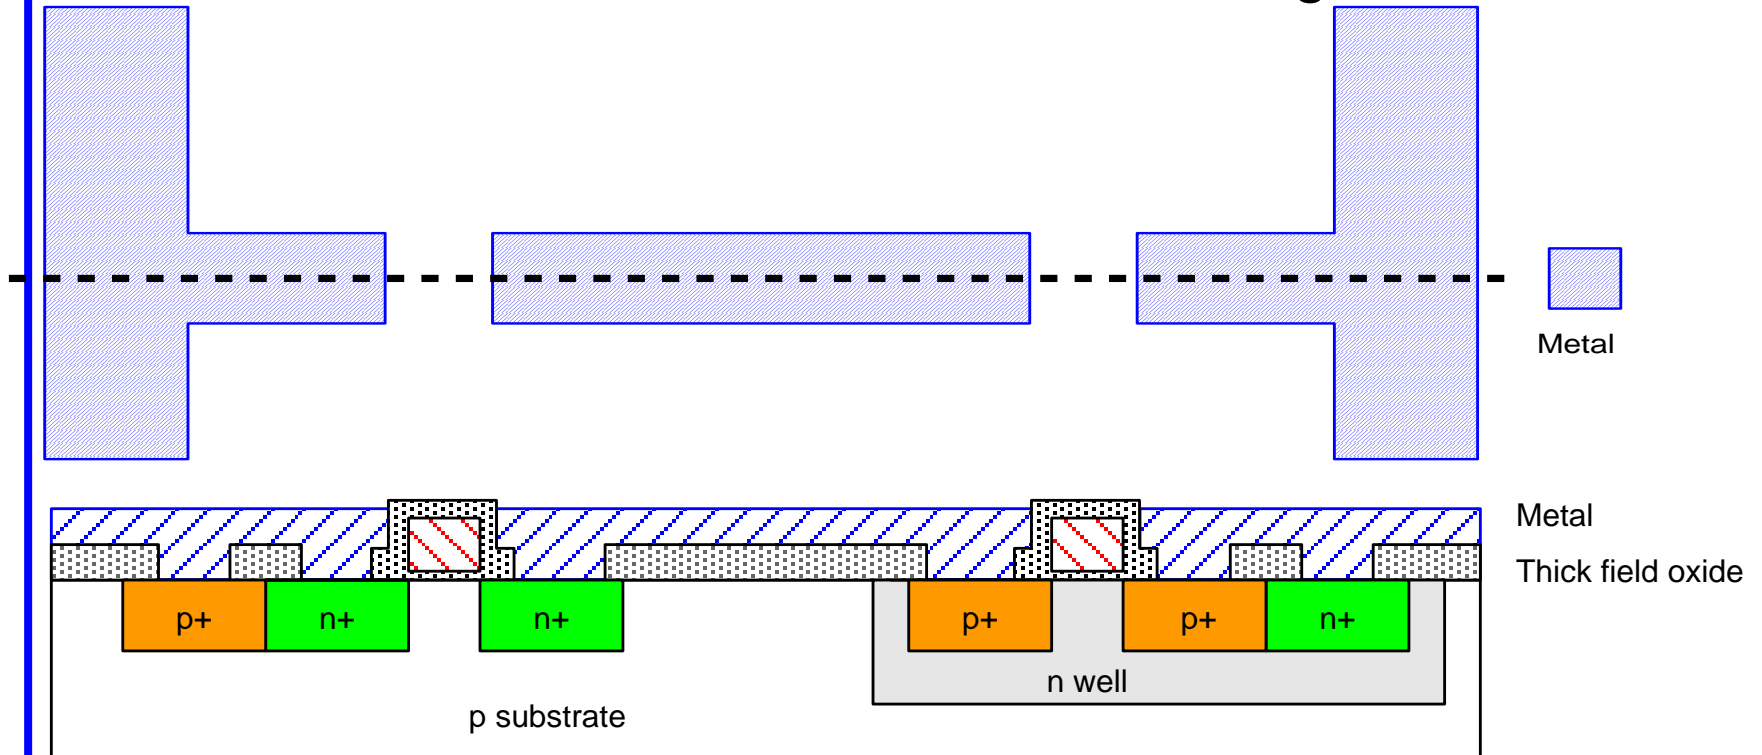 Metal
Metal
Thick field oxide
p+ n+ n+ p+ p+ n+
n well
p substrate